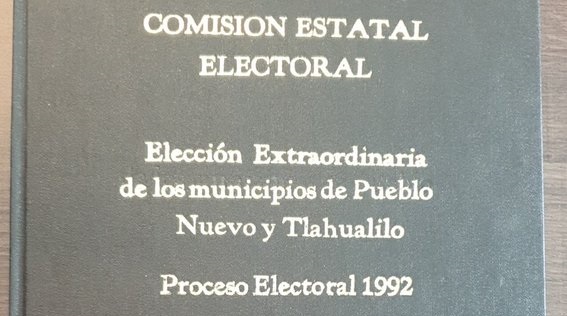 COMISION ESTATAL
ELECTORAL
Elección Extraordinaria
de los municipios de Pueblo
Nuevo y Tlahualilo
Proceso Electoral 1992